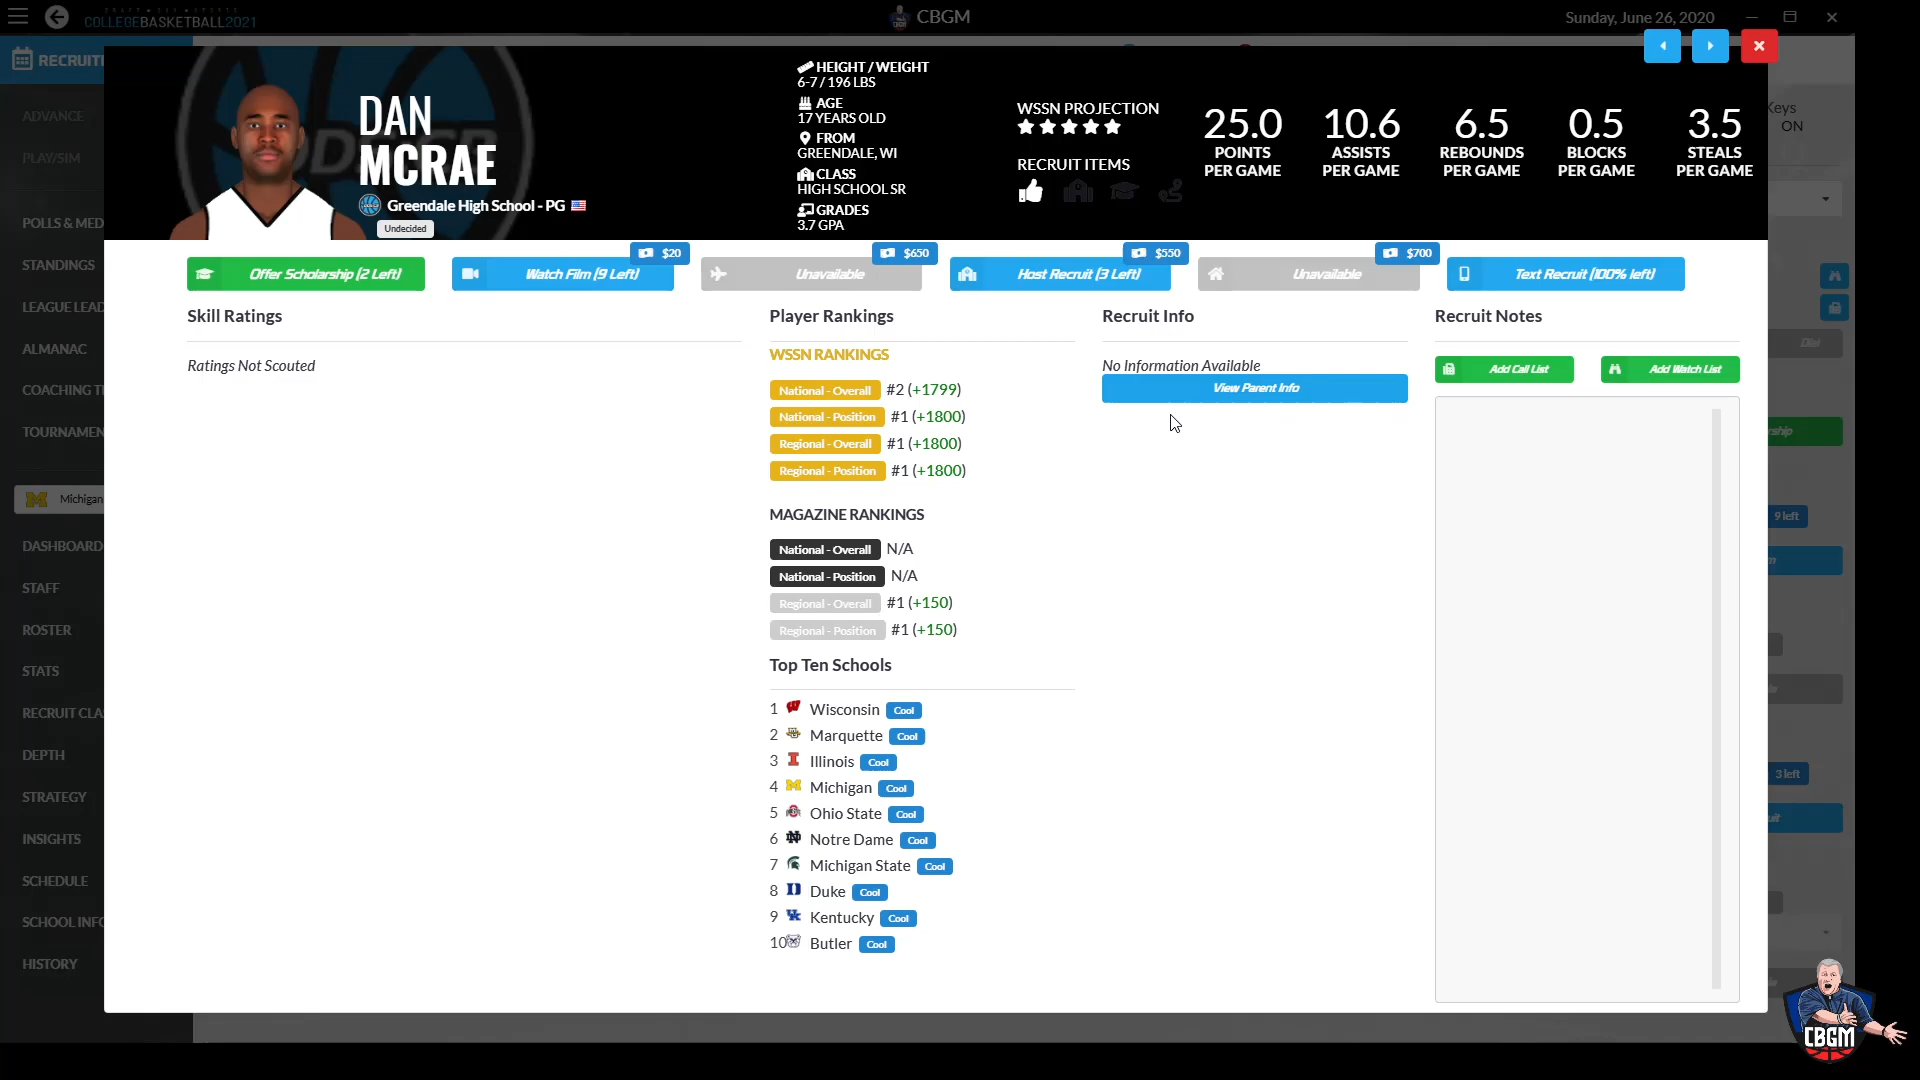 DRAFT DAY SPORTS
COLLEGEBASKETBALL2021
CBGM
Sunday, June 26, 2020
RECRUITI
ADVANCE
PLAY/SIM
POLLS & MED
STANDINGS
LEAGUE LEAD
ALMANAC
COACHING T
TOURNAMEN
Michigan
DASHBOARD
STAFF
ROSTER
STATS
RECRUIT CLA
DEPTH
STRATEGY
INSIGHTS
SCHEDULE
SCHOOL INFO
HISTORY
DAN
MCRAE
Greendale High School - PG
Undecided
HEIGHT / WEIGHT
6-7 / 196 LBS
AGE
17 YEARS OLD
FROM
GREENDALE, WI
CLASS
HIGH SCHOOL SR
GRADES
3.7 GPA
WSSN PROJECTION
RECRUIT ITEMS
25.0
POINTS
PER GAME
10.6
ASSISTS
PER GAME
6.5
REBOUNDS
PER GAME
0.5
BLOCKS
PER GAME
3.5
STEALS
PER GAME
Keys
ON
Offer Scholarship (2 Left)
$20
Watch Film (9 Left)
$650
Unavailable
$550
Host Recruit (3 Left)
$700
Unavailable
Text Recruit (100% left)
Skill Ratings
Ratings Not Scouted
Player Rankings
WSSN RANKINGS
National - Overall #2 (+1799)
National - Position #1 (+1800)
Regional - Overall #1 (+1800)
Regional - Position #1 (+1800)
MAGAZINE RANKINGS
National - Overall N/A
National - Position N/A
Regional - Overall #1 (+150)
Regional - Position #1 (+150)
Top Ten Schools
1 Wisconsin Cool
2 Marquette Cool
3 Illinois Cool
4 Michigan Cool
5 Ohio State Cool
6 Notre Dame Cool
7 Michigan State Cool
8 Duke Cool
9 Kentucky Cool
10 Butler Cool
Recruit Info
No Information Available
View Parent Info
Recruit Notes
Add Call List
Add Watch List
Dial
rship
9 left
3 left
CBGM